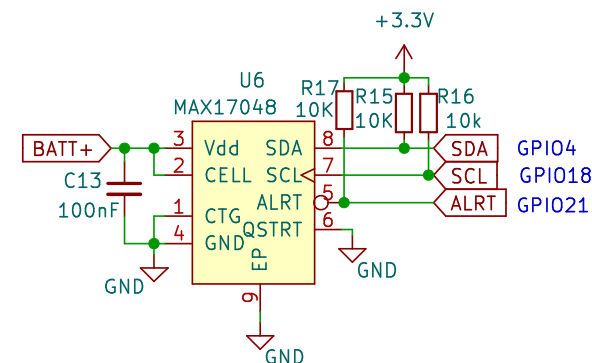 +3.3V
U6
MAX17048
R17
10K
R15
10K
R16
10k
BATT+
C13
100nF
3
2
1
4
Vdd
CELL
CTG
GND
EP
SDA
SCL
ALRT
QSTRT
8
7
5
6
9
SDA
GPIO4
SCL
GPIO18
ALRT
GPIO21
GND
GND
GND